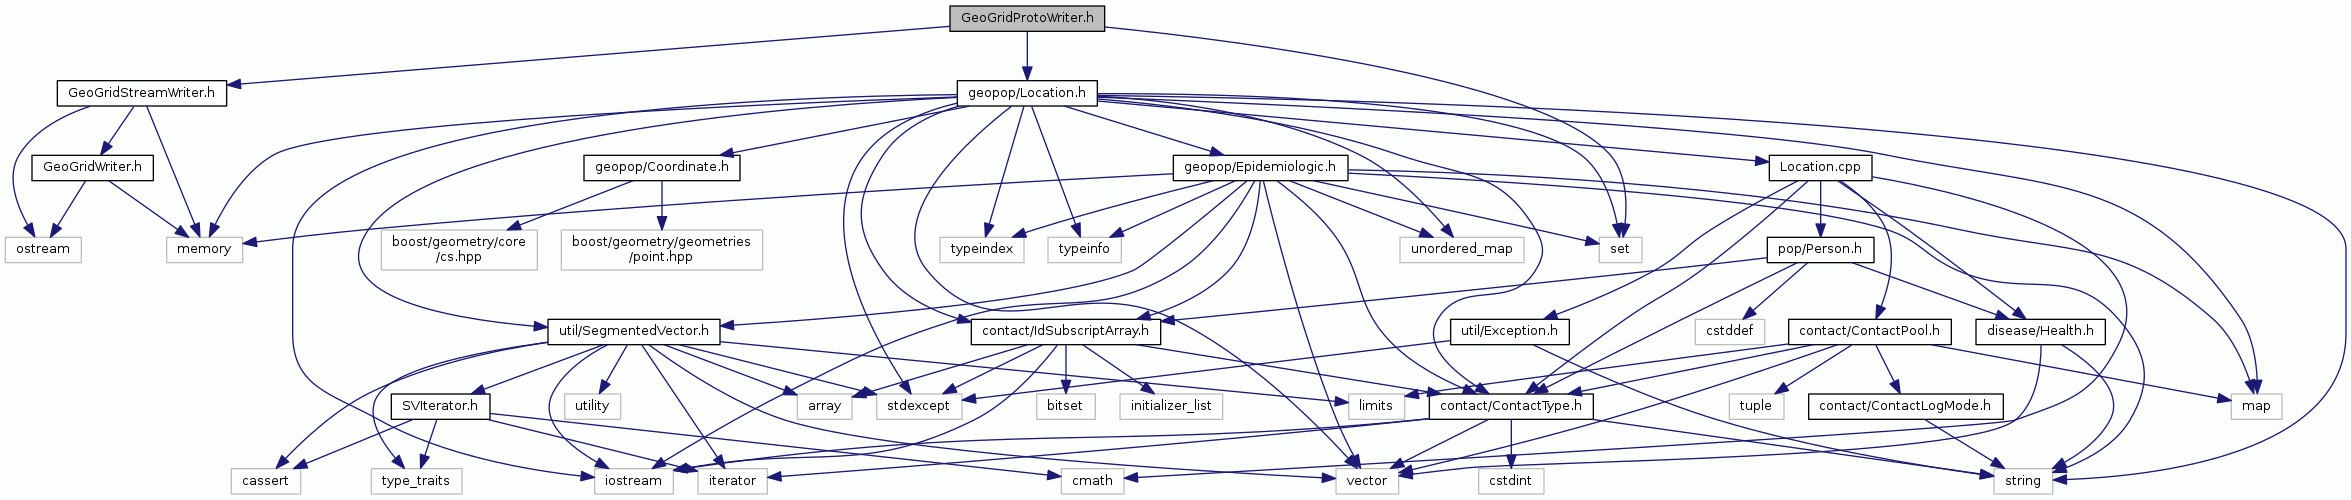 GeoGridProtoWriter.h
GeoGridStreamWriter.h
geopop/Location.h
GeoGridWriter.h
geopop/Coordinate.h
geopop/Epidemiologic.h
Location.cpp
ostream
memory
boost/geometry/core
/cs.hpp
boost/geometry/geometries
/point.hpp
typeindex
typeinfo
unordered_map
set
pop/Person.h
util/SegmentedVector.h
contact/IdSubscriptArray.h
util/Exception.h
cstddef
contact/ContactPool.h
disease/Health.h
SVIterator.h
utility
array
stdexcept
bitset
initializer_list
limits
contact/ContactType.h
tuple
contact/ContactLogMode.h
map
cassert
type_traits
iostream
iterator
cmath
vector
cstdint
string